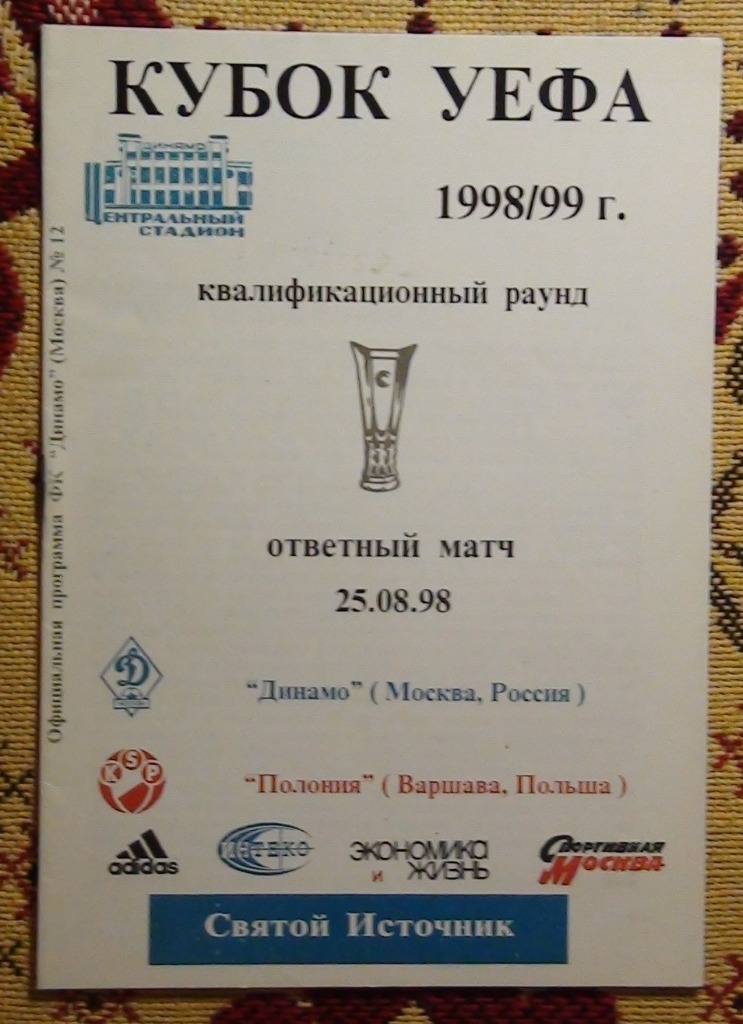 КУБОК УЕФА
ДИНАМО
ЦЕНТРАЛЬНЫЙ
СТАДИОН
1998/99 г.
Официальная программа ФК "Динамо" (Москва) № 12
квалификационный раунд
ответный матч
25.08.98
Д
"Динамо" ( Москва, Россия )
KSP
"Полония" ( Варшава, Польша )
adidas
ИНТЕКО
ЭКОНОМИКА
И ЖИЗНЬ
Спортивная
Москва
Святой Источник